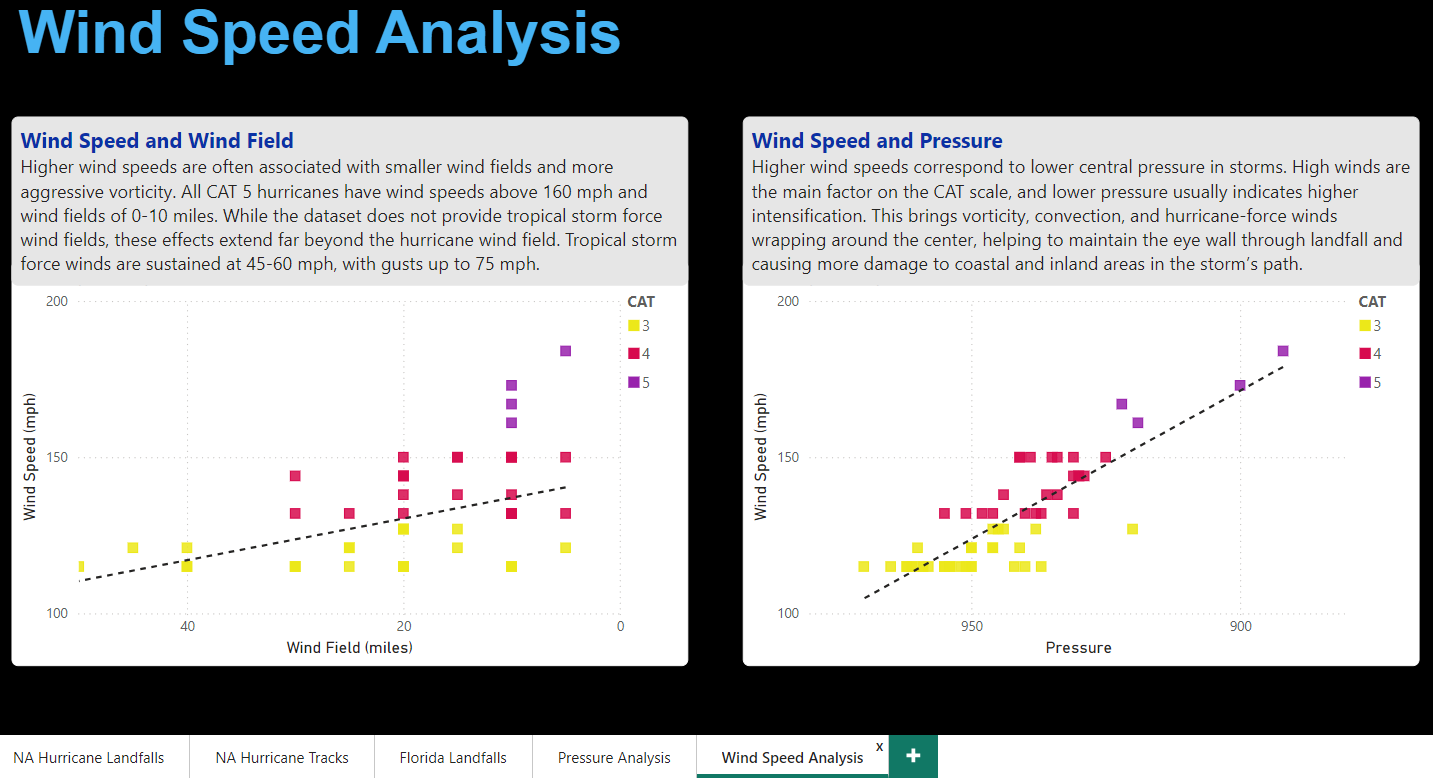 Wind Speed Analysis
Wind Speed and Wind Field
Higher wind speeds are often associated with smaller wind fields and more
aggressive vorticity. All CAT 5 hurricanes have wind speeds above 160 mph and
wind fields of 0-10 miles. While the dataset does not provide tropical storm force
wind fields, these effects extend far beyond the hurricane wind field. Tropical storm
force winds are sustained at 45-60 mph, with gusts up to 75 mph.
200
150
100
Wind Speed (mph)
40
20
0
Wind Field (miles)
CAT
3
4
5
Wind Speed and Pressure
Higher wind speeds correspond to lower central pressure in storms. High winds are
the main factor on the CAT scale, and lower pressure usually indicates higher
intensification. This brings vorticity, convection, and hurricane-force winds
wrapping around the center, helping to maintain the eye wall through landfall and
causing more damage to coastal and inland areas in the storm's path.
200
150
100
Wind Speed (mph)
950
900
Pressure
CAT
3
4
5
NA Hurricane Landfalls
NA Hurricane Tracks
Florida Landfalls
Pressure Analysis
Wind Speed Analysis
x
+